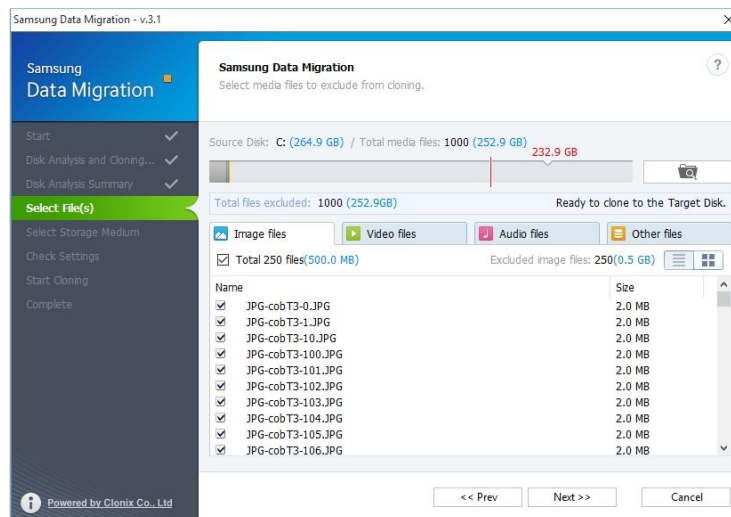 Samsung Data Migration - v.3.1
Samsung
Data Migration
Start
Disk Analysis and Cloning...
Disk Analysis Summary
Select File(s)
Select Storage Medium
Check Settings
Start Cloning
Complete
Powered by Clonix Co., Ltd
Samsung Data Migration
Select media files to exclude from cloning.
?
Source Disk: C: (264.9 GB) / Total media files: 1000 (252.9 GB)
232.9 GB
Total files excluded: 1000 (252.9GB) Ready to clone to the Target Disk.
Image files Video files Audio files Other files
Total 250 files(500.0 MB) Excluded image files: 250(0.5 GB)
Name Size
JPG-cobT3-0.JPG 2.0 MB
JPG-cobT3-1.JPG 2.0 MB
JPG-cobT3-10.JPG 2.0 MB
JPG-cobT3-100.JPG 2.0 MB
JPG-cobT3-101.JPG 2.0 MB
JPG-cobT3-102.JPG 2.0 MB
JPG-cobT3-103.JPG 2.0 MB
JPG-cobT3-104.JPG 2.0 MB
JPG-cobT3-105.JPG 2.0 MB
JPG-cobT3-106.JPG 2.0 MB
<< Prev Next >> Cancel